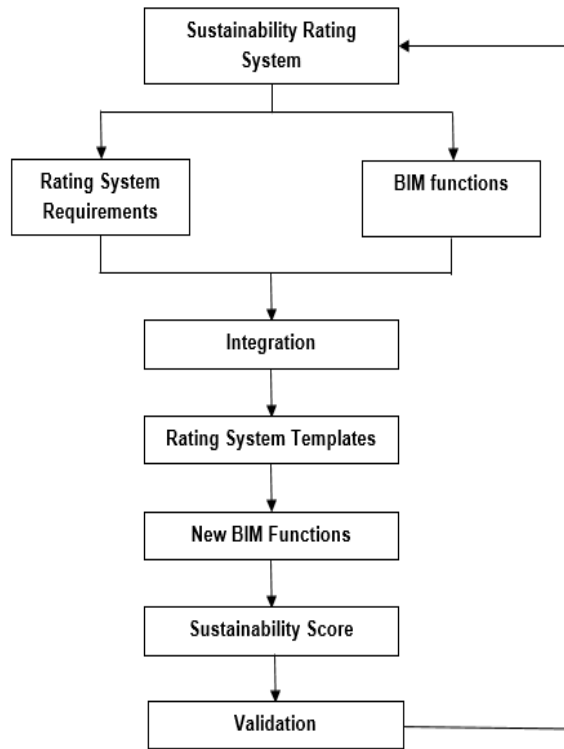 Sustainability Rating
System
Rating System
Requirements
BIM functions
Integration
Rating System Templates
New BIM Functions
Sustainability Score
Validation